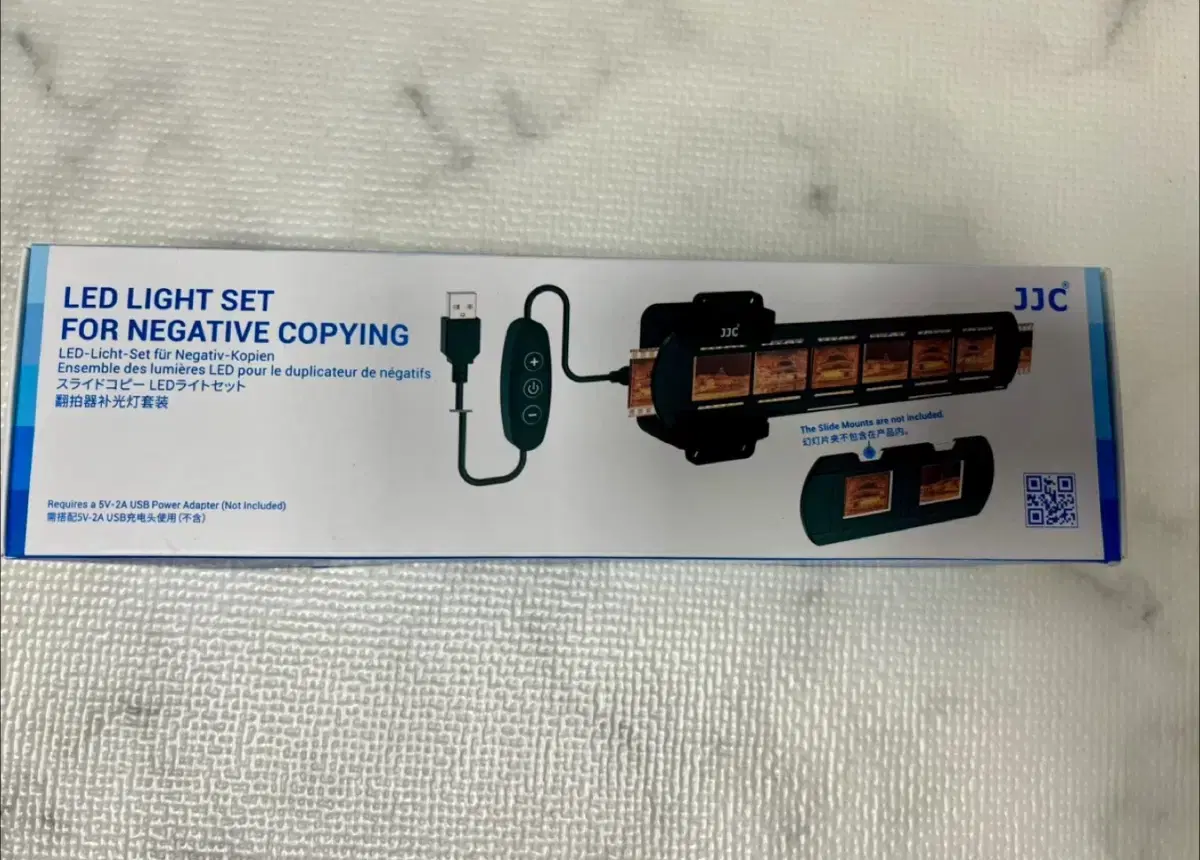 LED LIGHT SET
FOR NEGATIVE COPYING
LED-Licht-Set für Negativ-Kopien
Ensemble des lumières LED pour le duplicateur de négatifs
スライドコピー LEDライトセット
翻拍器补光灯套装
Requires a 5V-2A USB Power Adapter (Not Included)
需搭配5V-2A USB充电头使用 (不含)
JJC
JJC®
The Slide Mounts are not included.
幻灯片夹不包含在产品内。